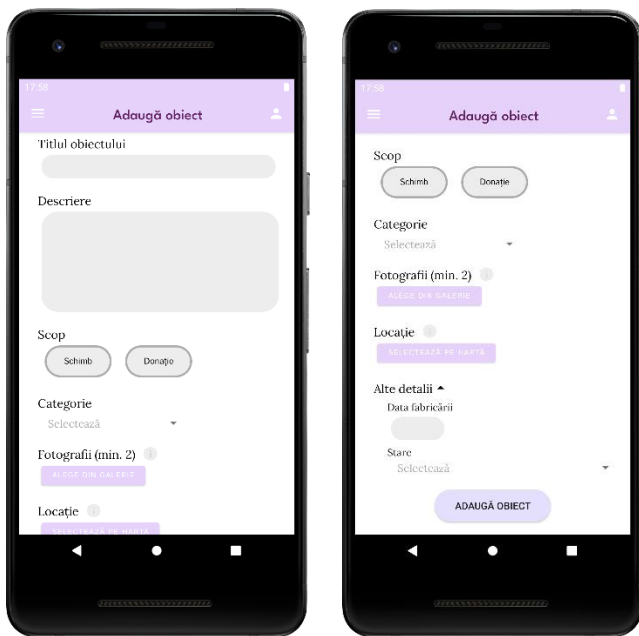 17:58
Adaugă obiect
Titlul obiectului
Descriere
Scop
Schimb Donație
Categorie
Selectează
Fotografii (min. 2) i
ALEGE DIN GALERIE
Locație i
SELECTEAZĂ PE HARTĂ
17:58
Adaugă obiect
Scop
Schimb Donație
Categorie
Selectează
Fotografii (min. 2) i
ALEGE DIN GALERIE
Locație i
SELECTEAZĂ PE HARTĂ
Alte detalii
Data fabricării
Stare
Selectează
ADAUGĂ OBIECT